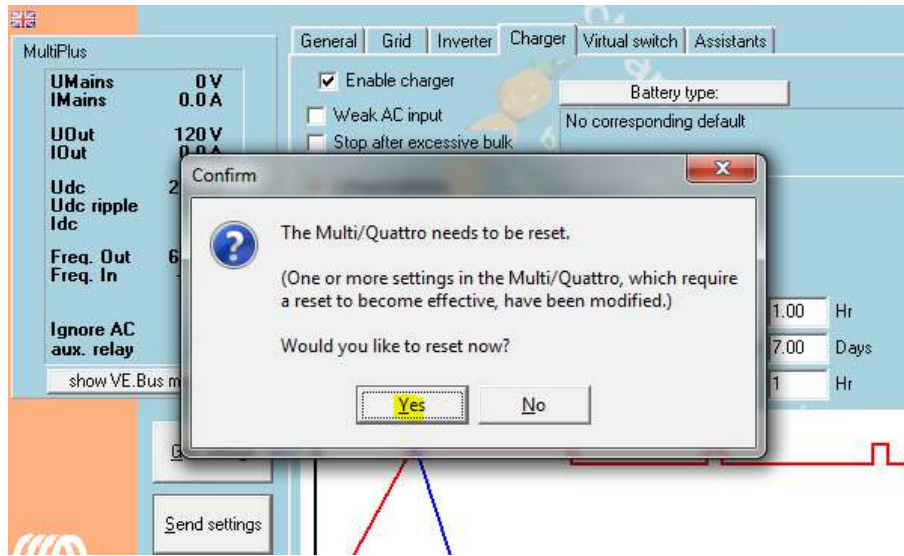 MultiPlus
UMains 0 V
IMains 0.0 A
UOut 120 V
IOut 0.0 A
Udc 2
Udc ripple
Idc
Freq. Out 6
Freq. In
Ignore AC
aux. relay
show VE.Bus m
Send settings
General Grid Inverter Charger Virtual switch Assistants
Enable charger
Weak AC input
Stop after excessive bulk
Battery type:
No corresponding default
Confirm
The Multi/Quattro needs to be reset.
(One or more settings in the Multi/Quattro, which require
a reset to become effective, have been modified.)
Would you like to reset now?
Yes No
1.00 Hr
7.00 Days
1 Hr